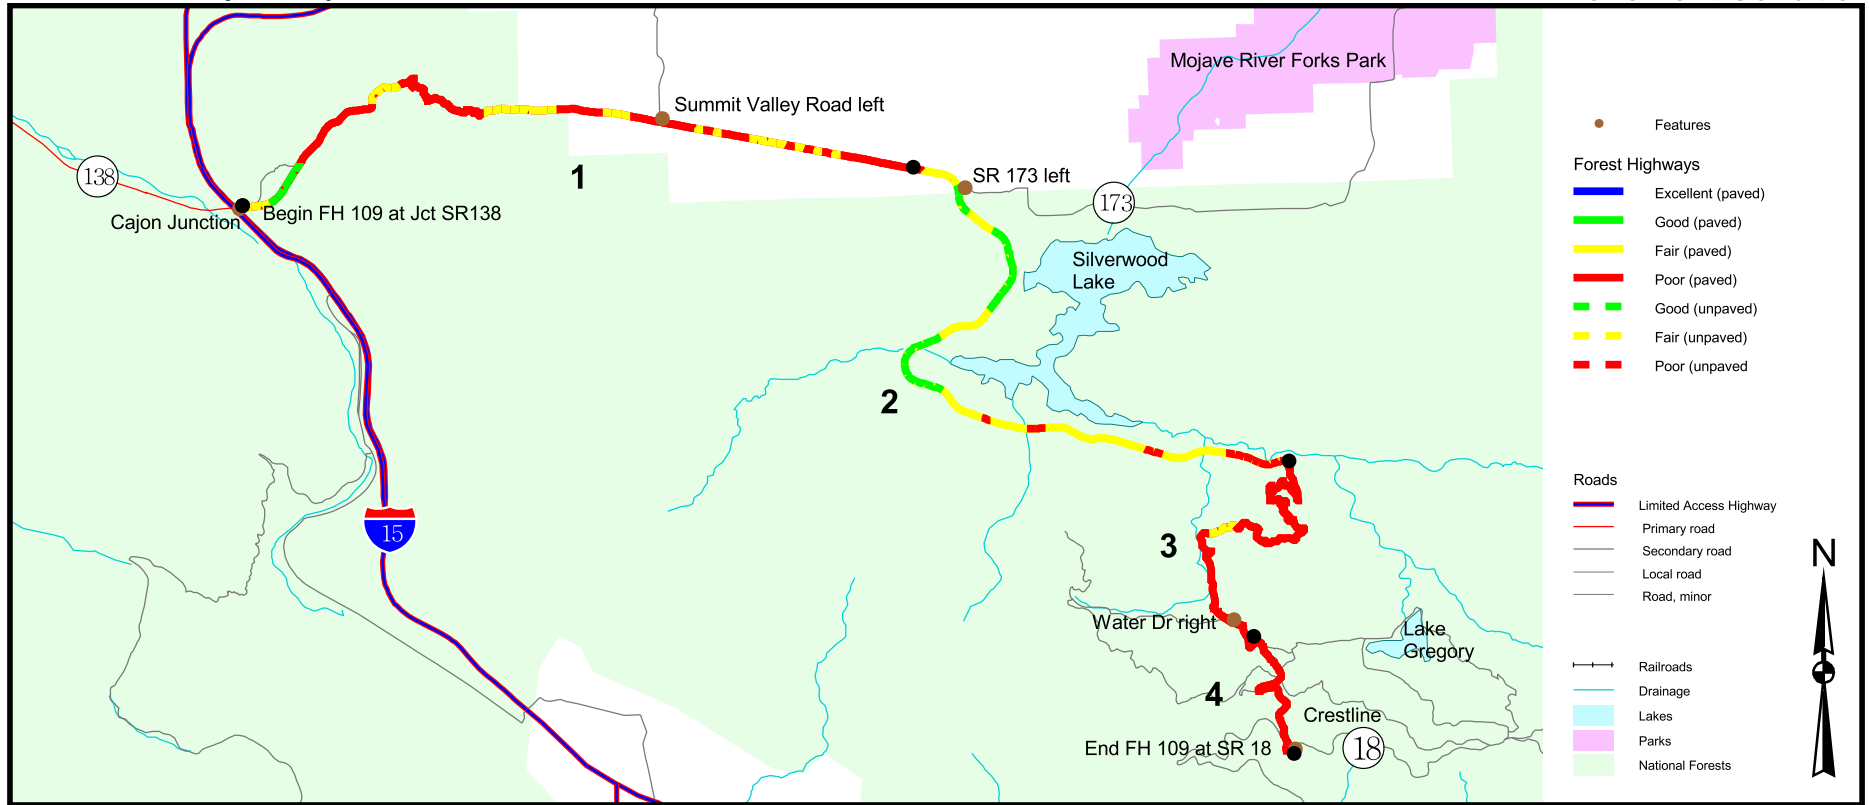 Mojave River Forks Park
Summit Valley Road left
SR 173 left
138
1
173
Begin FH 109 at Jct SR138
Cajon Junction
Silverwood
Lake
2
15
3
Water Dr right
Lake
Gregory
4
Crestline
End FH 109 at SR 18
18
Features
Forest Highways
Excellent (paved)
Good (paved)
Fair (paved)
Poor (paved)
Good (unpaved)
Fair (unpaved)
Poor (unpaved
Roads
Limited Access Highway
Primary road
Secondary road
Local road
Road, minor
N
Railroads
Drainage
Lakes
Parks
National Forests